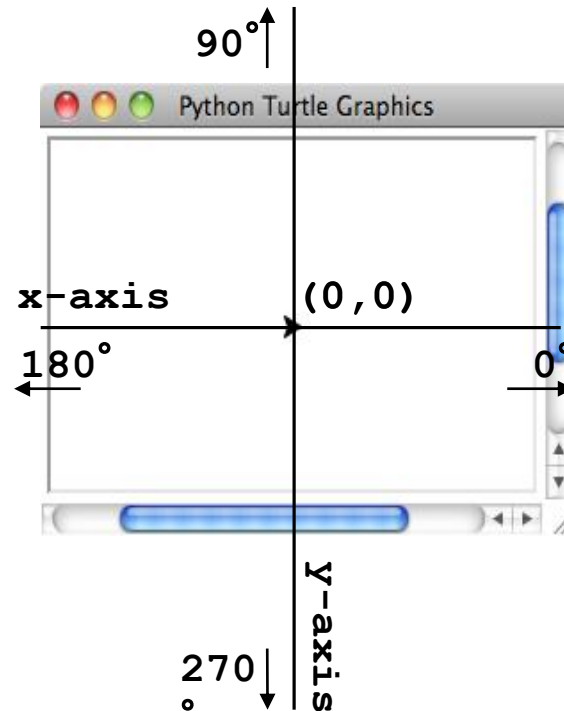 90°
Python Turtle Graphics
x-axis
(0,0)
180°
0°
y-axis
270
°